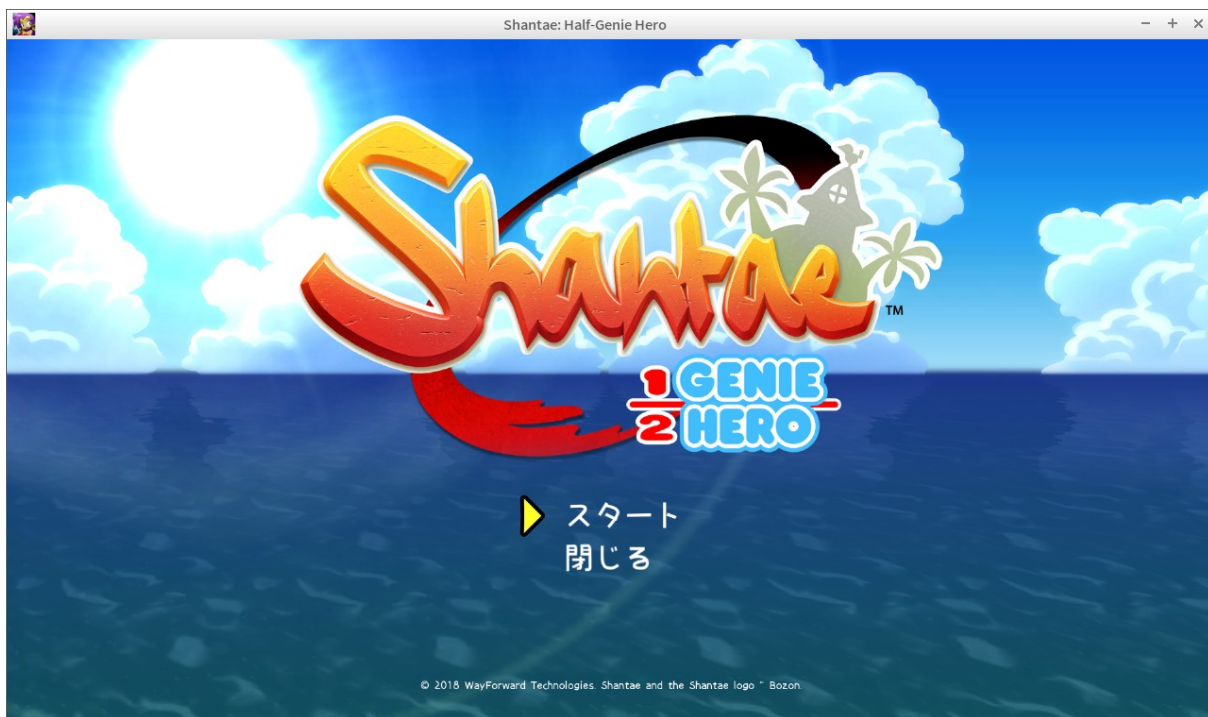 Shantae: Half-Genie Hero
Shantae
TM
1/2 GENIE HERO
スタート
閉じる
© 2018 WayForward Technologies. Shantae and the Shantae logo ~ Bozon.